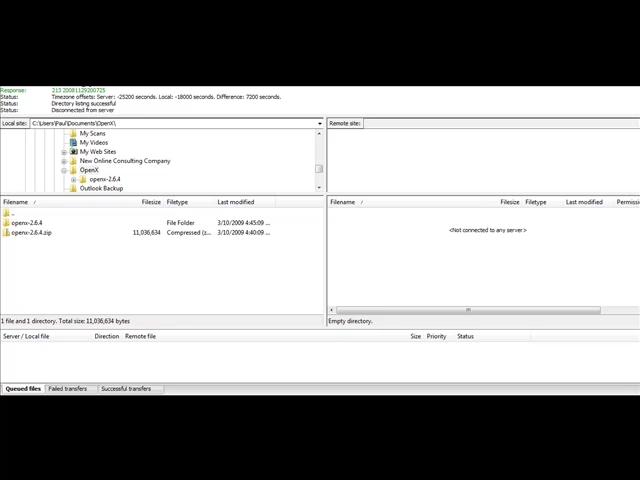 Response: 213 20081129200725
Status: Timezone offsets: Server: -25200 seconds. Local: -18000 seconds. Difference: 7200 seconds.
Status: Directory listing successful
Status: Disconnected from server
Local site: C:\Users\Paul\Documents\OpenX\
Remote site:
My Scans
My Videos
My Web Sites
New Online Consulting Company
OpenX
openx-2.6.4
Outlook Backup
Filename / Filesize Filetype Last modified
Filename / Filesize Filetype Last modified Permissi
..
openx-2.6.4 File Folder 3/10/2009 4:45:09 ...
openx-2.6.4.zip 11,036,634 Compressed (z... 3/10/2009 4:40:09 ...
<Not connected to any server>
1 file and 1 directory. Total size: 11,036,634 bytes
Empty directory.
Server / Local file Direction Remote file Size Priority Status
Queued files Failed transfers Successful transfers